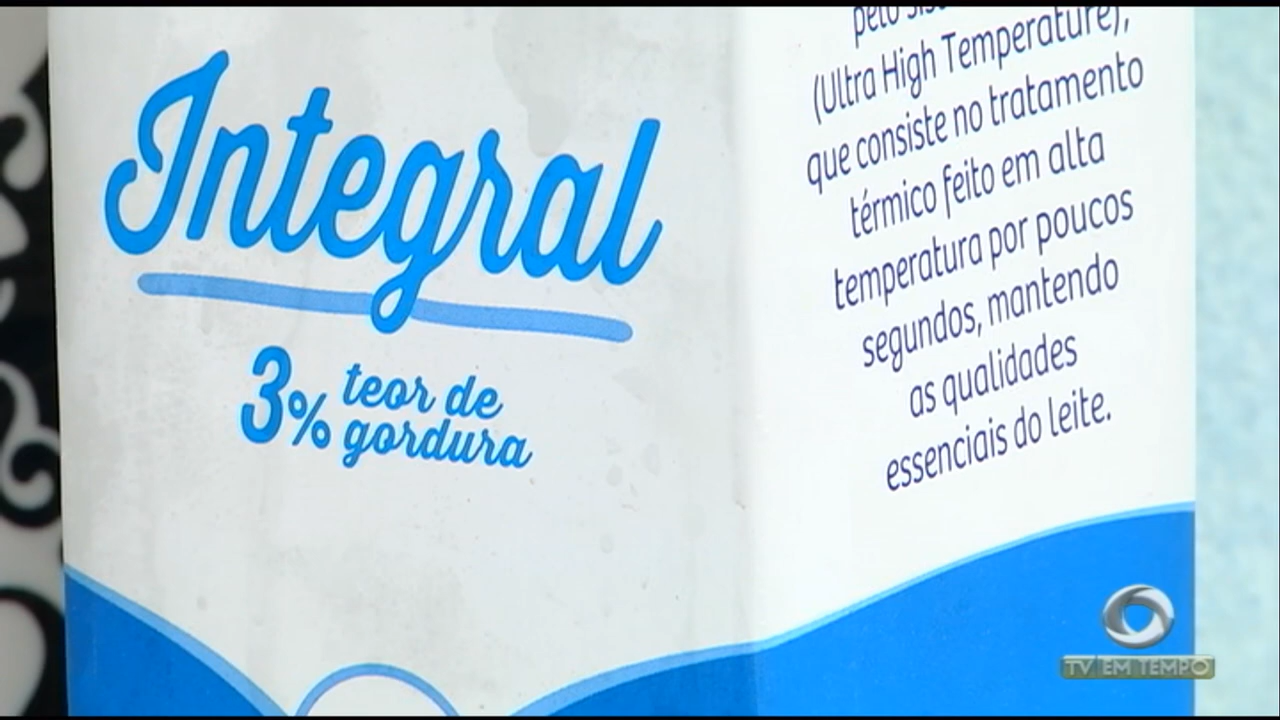 Integral
3% teor de
gordura
pelo
(Ultra High Temperature),
que consiste no tratamento
térmico feito em alta
temperatura por poucos
segundos, mantendo
as qualidades
essenciais do leite.
TV EM TEMPO